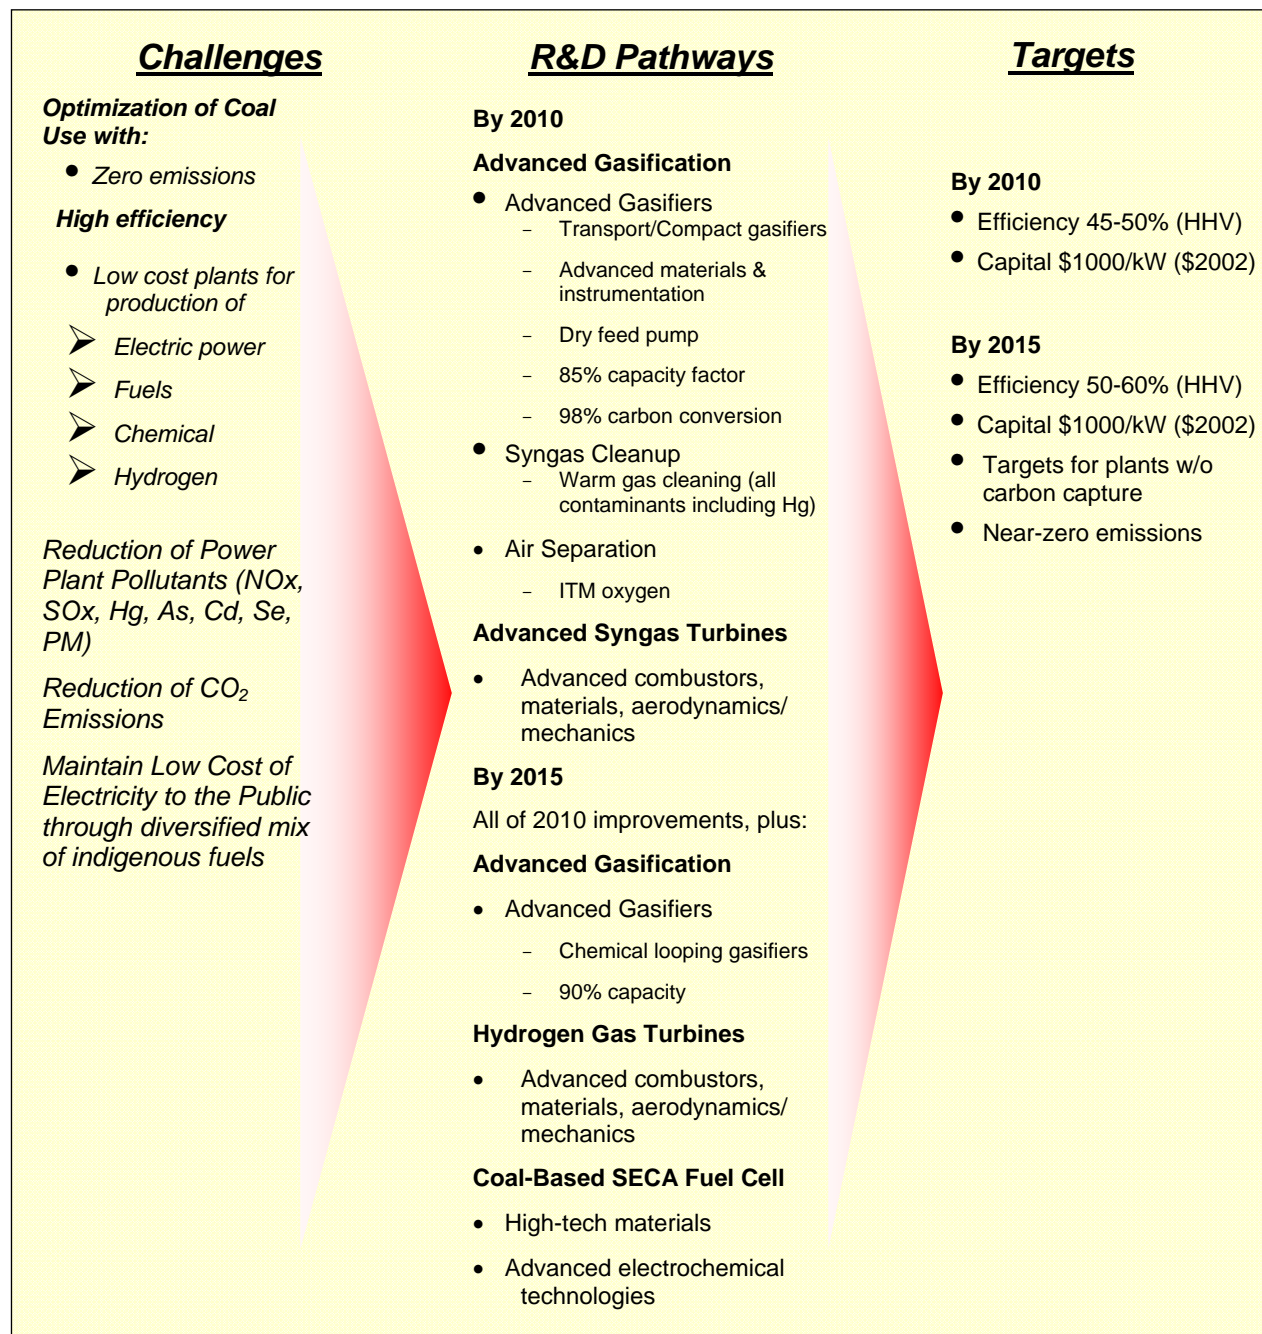 Challenges
Optimization of Coal
Use with:
• Zero emissions
High efficiency
• Low cost plants for
production of
➢ Electric power
➢ Fuels
➢ Chemical
➢ Hydrogen
Reduction of Power
Plant Pollutants (NOx,
SOx, Hg, As, Cd, Se,
PM)
Reduction of CO₂
Emissions
Maintain Low Cost of
Electricity to the Public
through diversified mix
of indigenous fuels
R&D Pathways
By 2010
Advanced Gasification
• Advanced Gasifiers
– Transport/Compact gasifiers
– Advanced materials &
instrumentation
– Dry feed pump
– 85% capacity factor
– 98% carbon conversion
• Syngas Cleanup
– Warm gas cleaning (all
contaminants including Hg)
• Air Separation
– ITM oxygen
Advanced Syngas Turbines
• Advanced combustors,
materials, aerodynamics/
mechanics
By 2015
All of 2010 improvements, plus:
Advanced Gasification
• Advanced Gasifiers
– Chemical looping gasifiers
– 90% capacity
Hydrogen Gas Turbines
• Advanced combustors,
materials, aerodynamics/
mechanics
Coal-Based SECA Fuel Cell
• High-tech materials
• Advanced electrochemical
technologies
Targets
By 2010
• Efficiency 45-50% (HHV)
• Capital $1000/kW ($2002)
By 2015
• Efficiency 50-60% (HHV)
• Capital $1000/kW ($2002)
• Targets for plants w/o
carbon capture
• Near-zero emissions